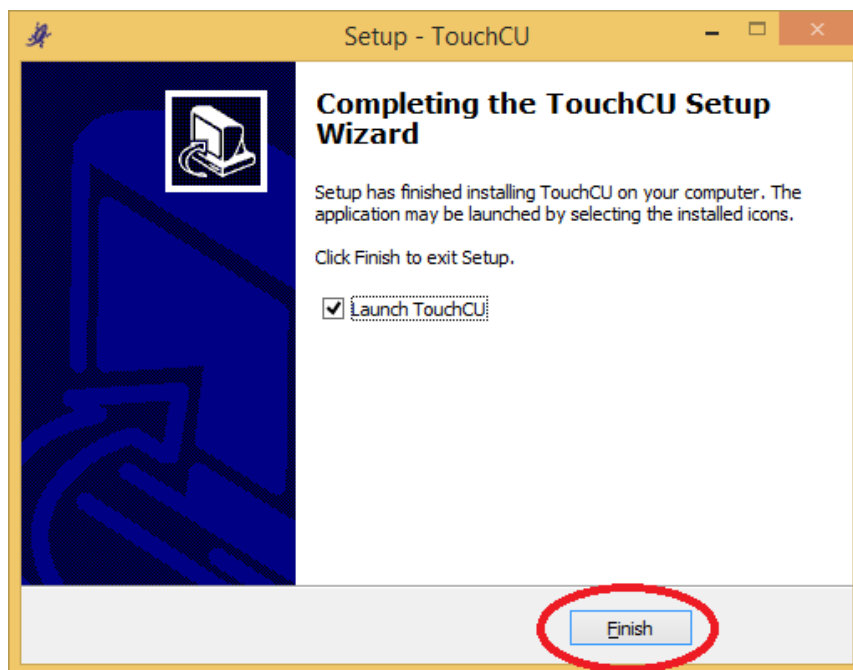 Setup - TouchCU
Completing the TouchCU Setup
Wizard
Setup has finished installing TouchCU on your computer. The
application may be launched by selecting the installed icons.
Click Finish to exit Setup.
Launch TouchCU
Finish